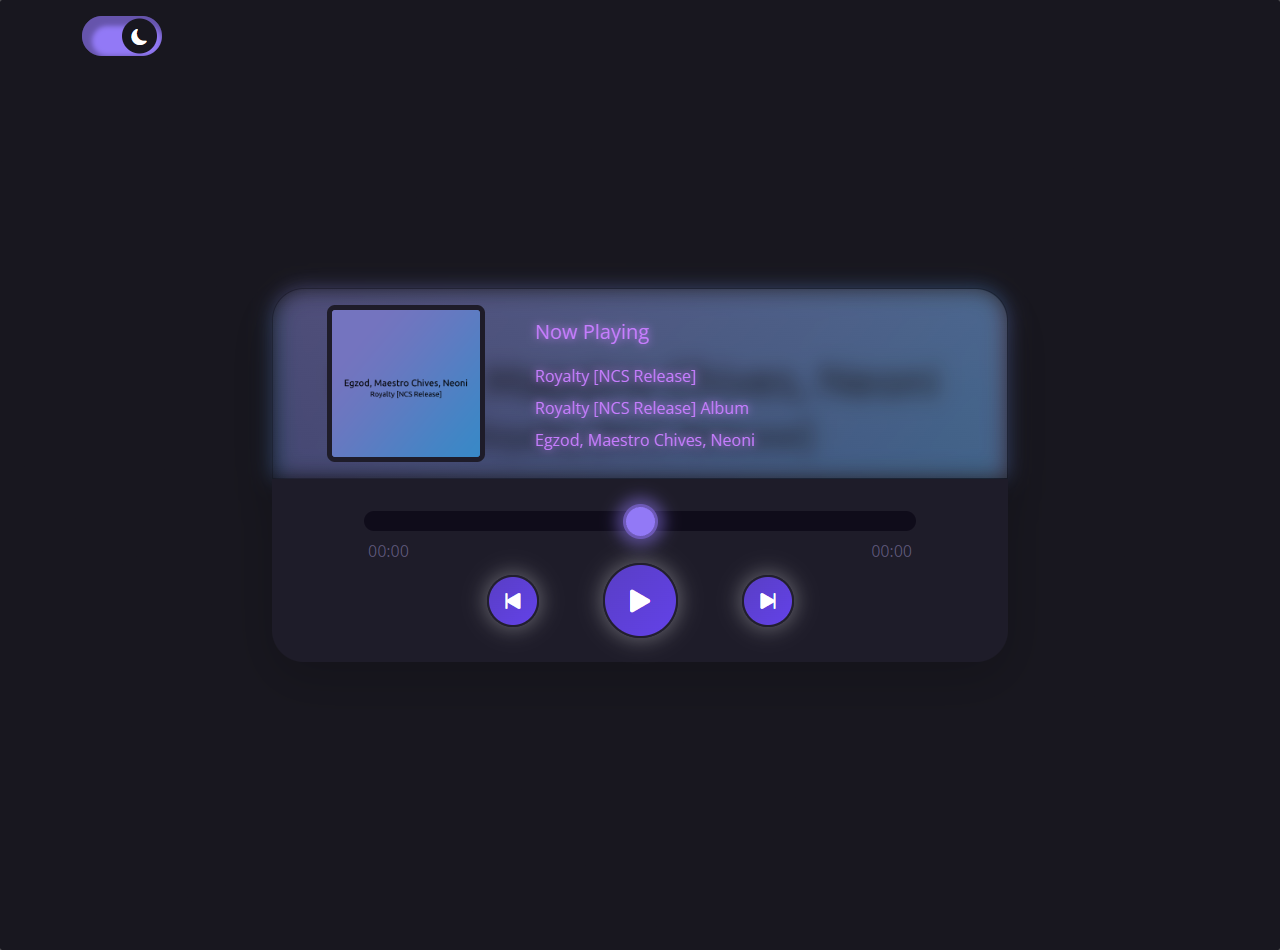 Now Playing
Egzod, Maestro Chives, Neoni
Royalty [NCS Release]
Royalty [NCS Release]
Royalty [NCS Release] Album
Egzod, Maestro Chives, Neoni
00:00
00:00